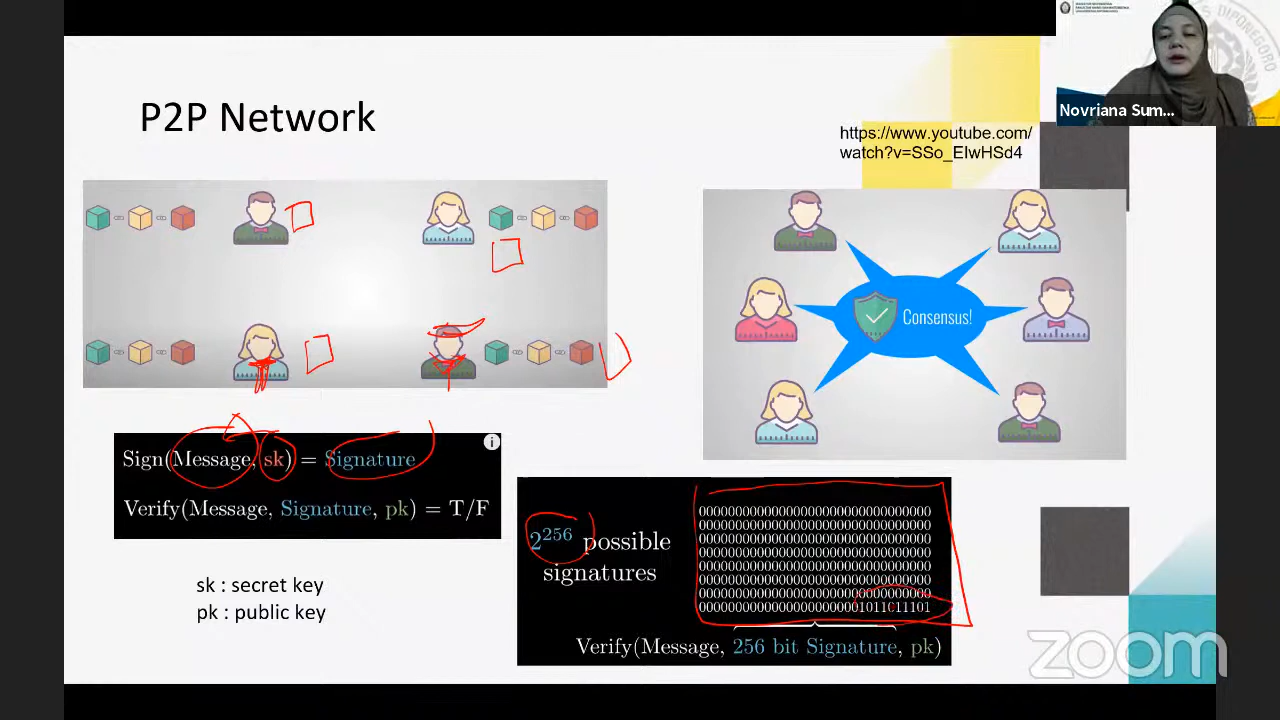 P2P Network
https://www.youtube.com/
watch?v=SSo_EIwHSd4
Novriana Sum...
DIPONEGORO
Consensus!
Sign(Message, sk) = Signature
Verify(Message, Signature, pk) = T/F
sk : secret key
pk : public key
2^256 possible
signatures
00000000000000000000000000000000
00000000000000000000000000000000
00000000000000000000000000000000
00000000000000000000000000000000
00000000000000000000000000000000
00000000000000000000000000000000
00000000000000000000000000000000
00000000000000000000001011011101
Verify(Message, 256 bit Signature, pk)
zoom